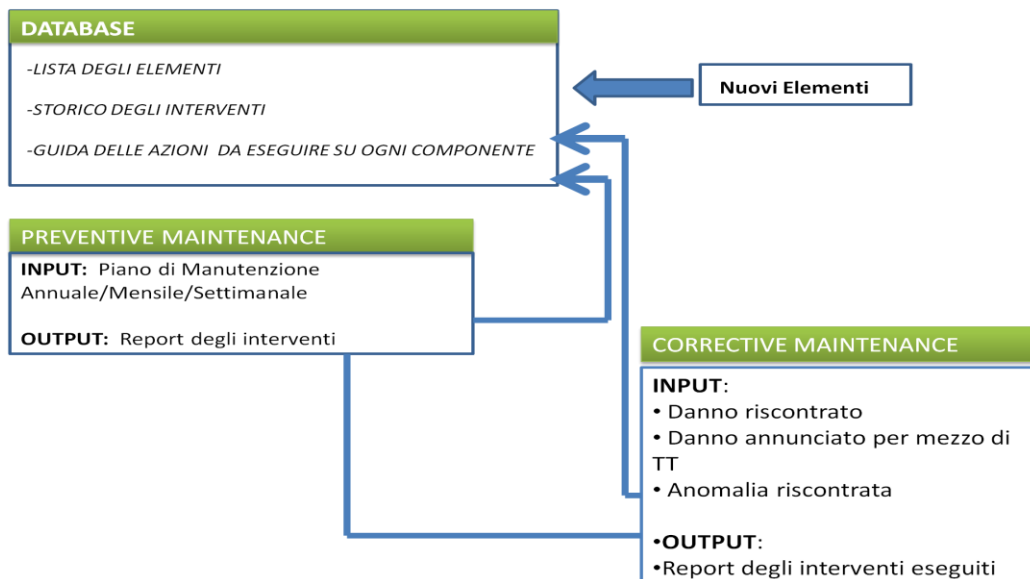 DATABASE
-LISTA DEGLI ELEMENTI
-STORICO DEGLI INTERVENTI
-GUIDA DELLE AZIONI DA ESEGUIRE SU OGNI COMPONENTE
Nuovi Elementi
PREVENTIVE MAINTENANCE
INPUT: Piano di Manutenzione
Annuale/Mensile/Settimanale
OUTPUT: Report degli interventi
CORRECTIVE MAINTENANCE
INPUT:
• Danno riscontrato
• Danno annunciato per mezzo di
TT
• Anomalia riscontrata
•OUTPUT:
•Report degli interventi eseguiti